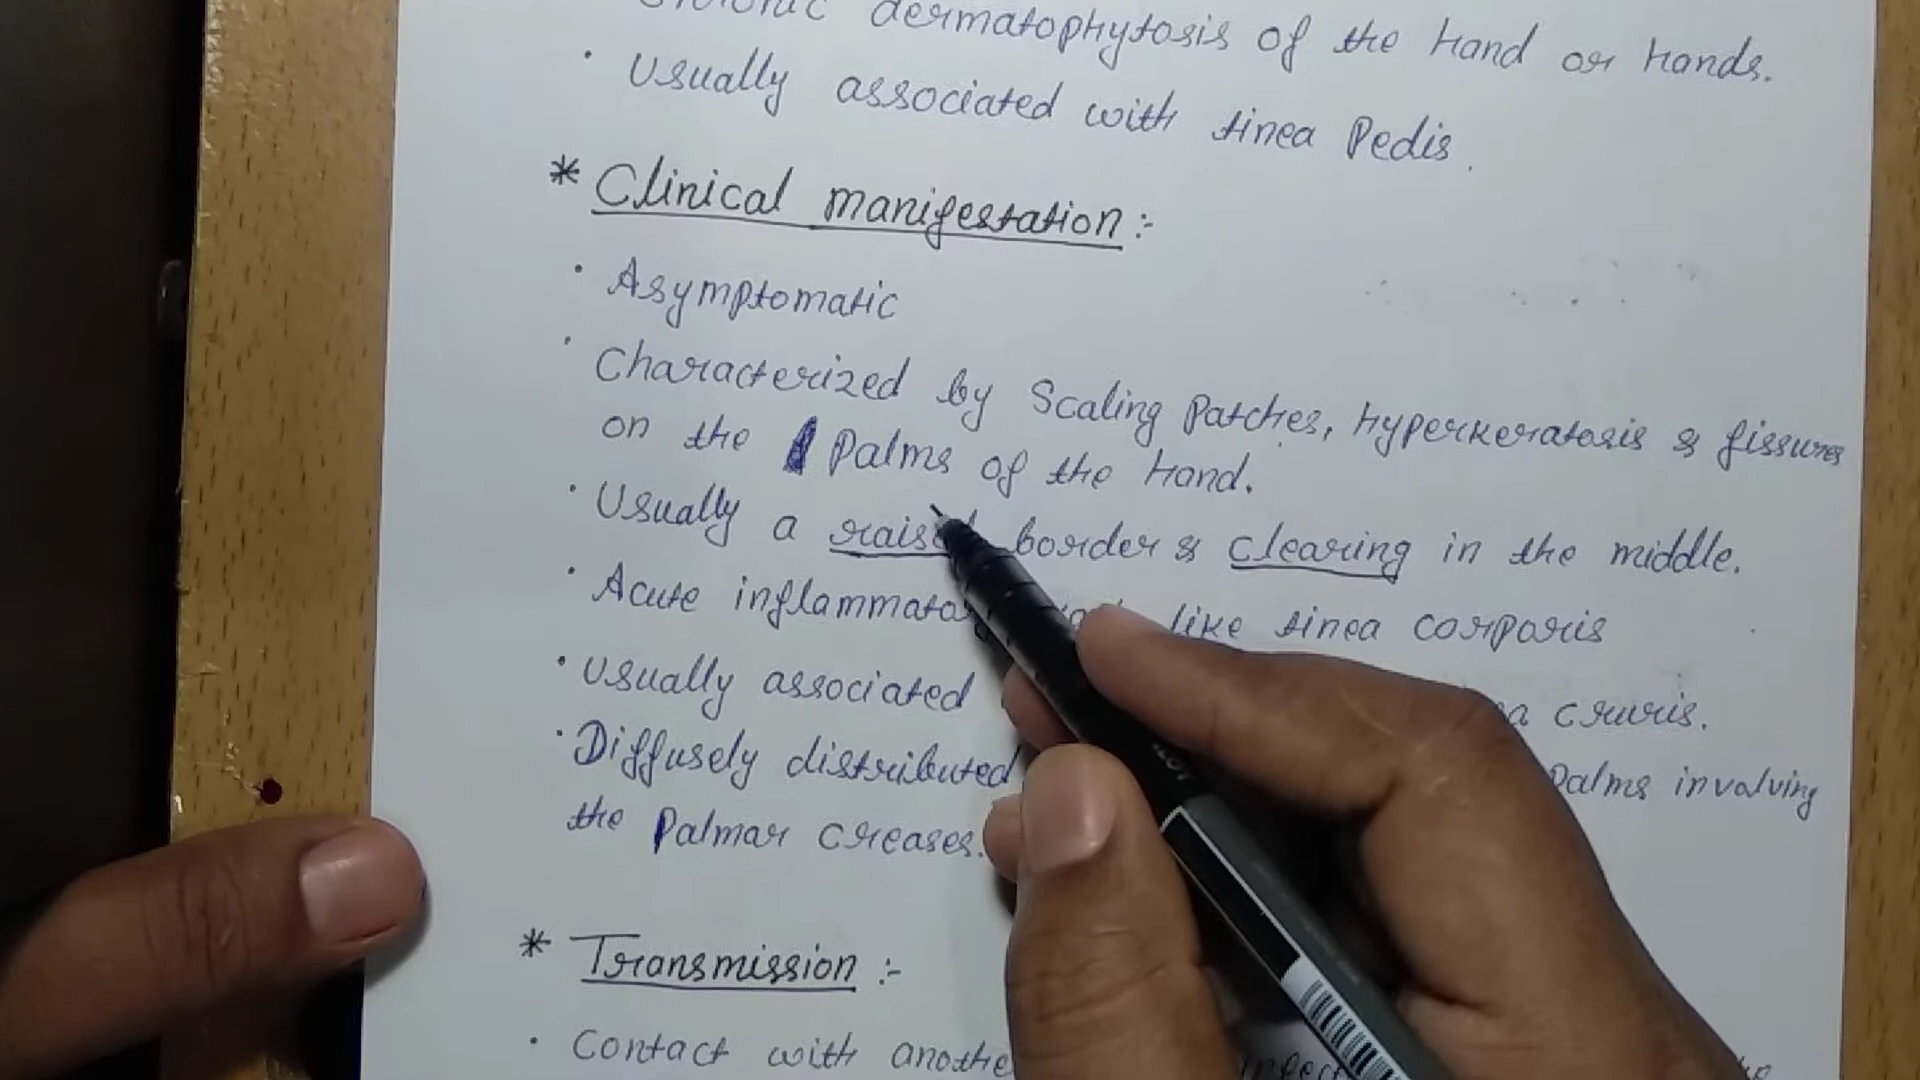 dermatophytosis of the hand or hands.
• Usually associated with tinea Pedis.
* Clinical manifestation :-
• Asymptomatic
• Characterized by Scaling Patches, hyperkeratosis & fissures
on the Palms of the hand.
• Usually a raised border & clearing in the middle.
• Acute inflammatory like tinea corporis
• Usually associated cruris.
• Diffusely distributed Palms involving
the Palmar creases.
* Transmission :-
• Contact with